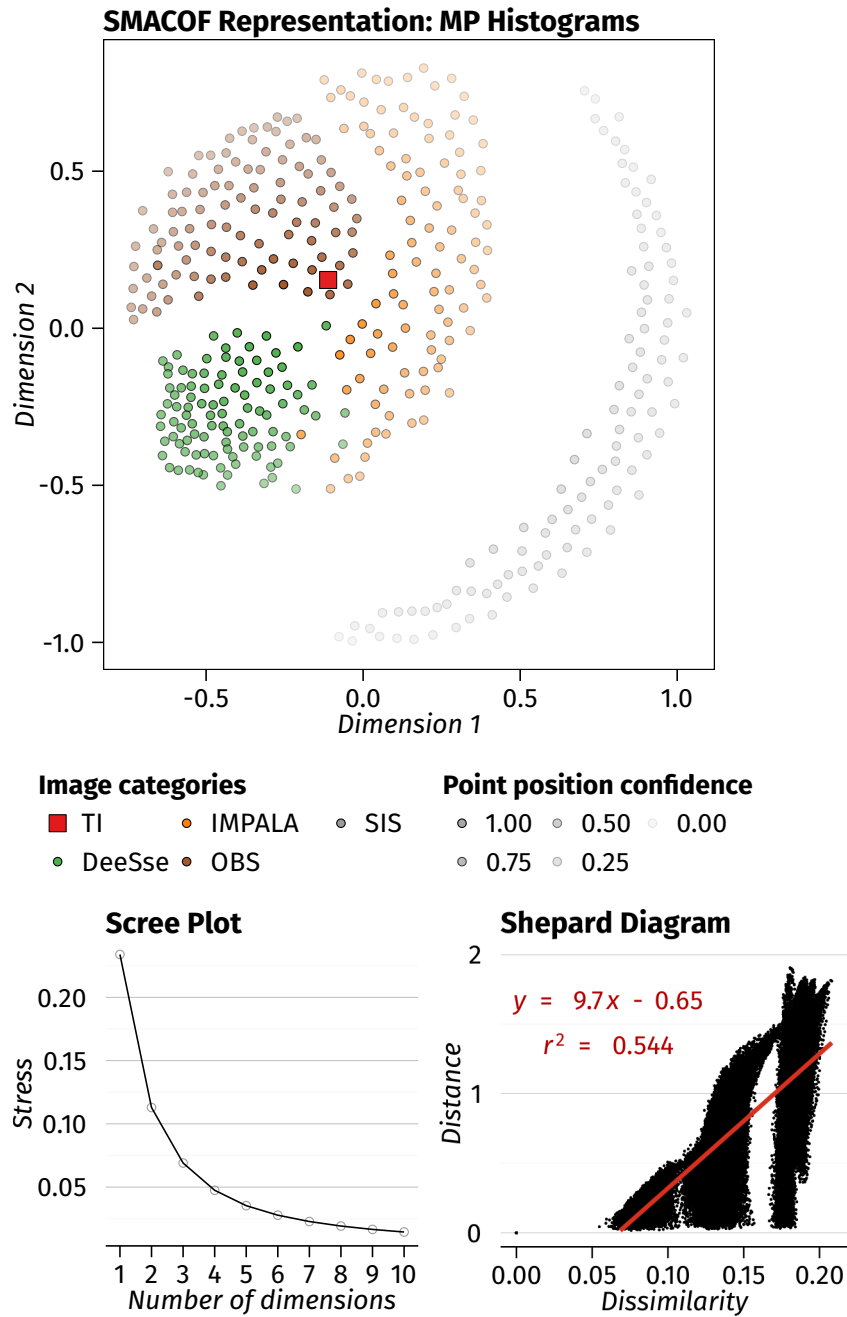 SMACOF Representation: MP Histograms
Dimension 2
0.5
0.0
-0.5
-1.0
-0.5 0.0 0.5 1.0
Dimension 1
Image categories
TI IMPALA SIS
DeeSse OBS
Point position confidence
1.00 0.50 0.00
0.75 0.25
Scree Plot
Stress
0.20
0.15
0.10
0.05
1 2 3 4 5 6 7 8 9 10
Number of dimensions
Shepard Diagram
Distance
2
1
0
y = 9.7x - 0.65
r² = 0.544
0.00 0.05 0.10 0.15 0.20
Dissimilarity